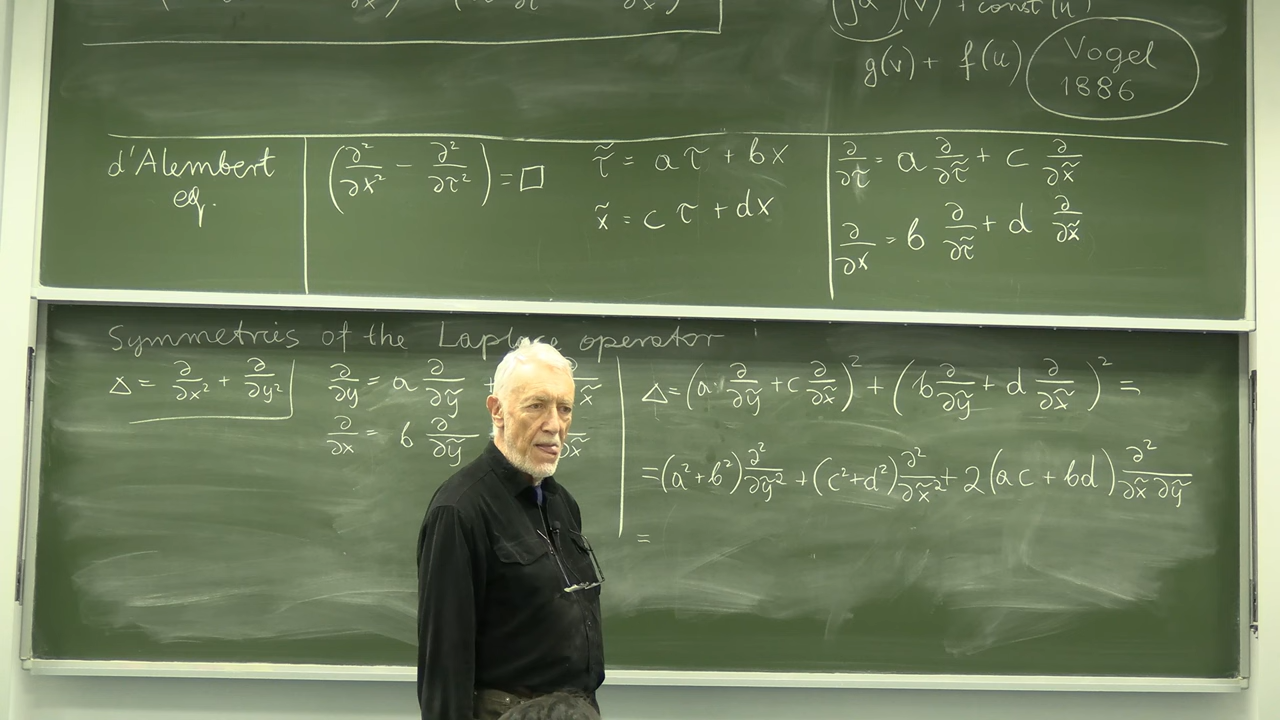 (v) + const (u)
g(v) + f(u)
Vogel
1886
d'Alembert
eq.
(∂²/∂x² − ∂²/∂τ²) = □
τ̃ = aτ + bx
x̃ = cτ + dx
∂/∂τ = a ∂/∂τ̃ + c ∂/∂x̃
∂/∂x = b ∂/∂τ̃ + d ∂/∂x̃
Symmetries of the Laplace operator
Δ = ∂/∂x² + ∂/∂y²
∂/∂y = a ∂/∂ỹ + ∂/∂x̃
∂/∂x = b ∂/∂ỹ ∂x̃
Δ = (a · ∂/∂ỹ + c ∂/∂x̃)² + (b ∂/∂ỹ + d ∂/∂x̃)² =
= (a² + b²) ∂²/∂ỹ² + (c² + d²) ∂²/∂x̃² + 2(ac + bd) ∂²/∂x̃ ∂ỹ
=